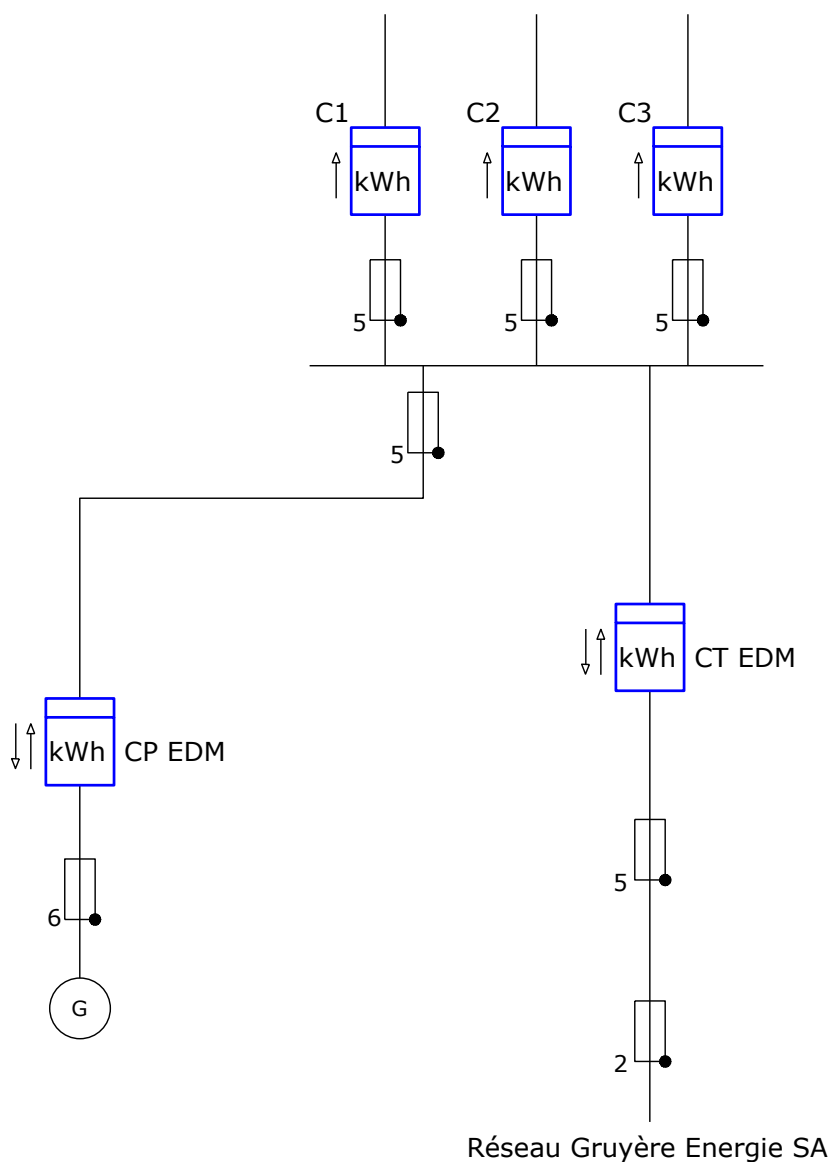 C1 C2 C3
kWh kWh kWh
5 5 5
5
kWh CT EDM
kWh CP EDM
5
6
G
2
Réseau Gruyère Energie SA